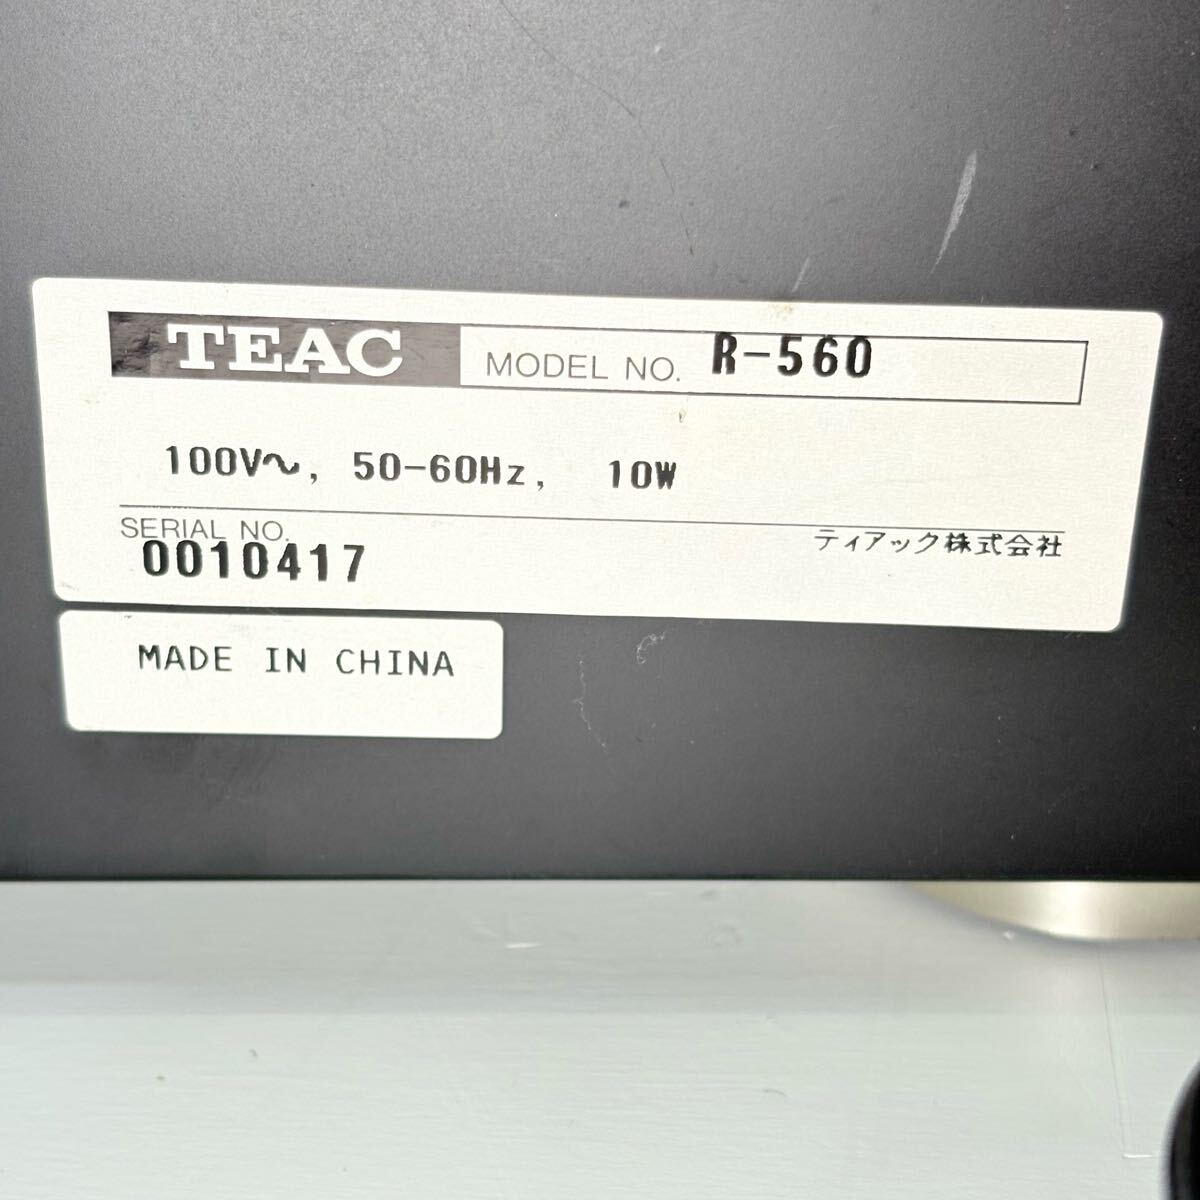 TEAC MODEL NO. R-560
100V～, 50-60Hz, 10W
SERIAL NO.
0010417
ティアック株式会社
MADE IN CHINA